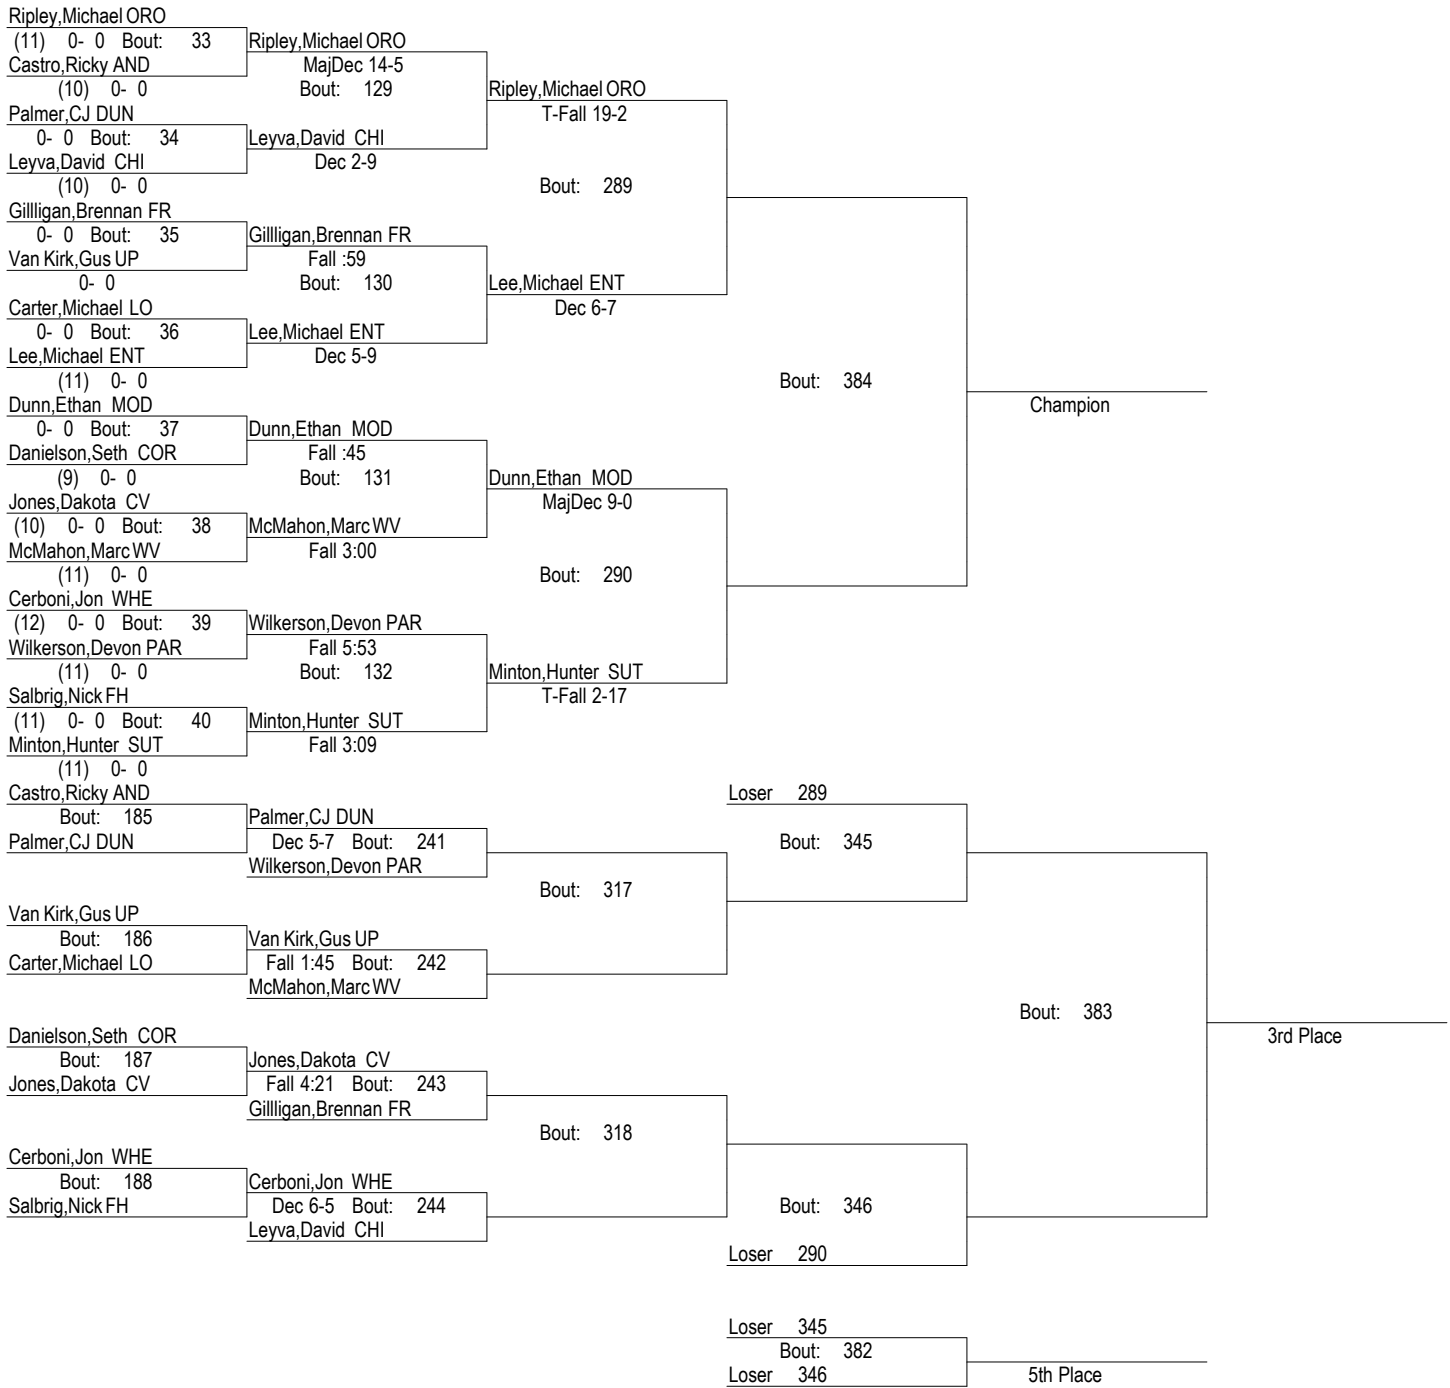 Ripley,Michael ORO
(11) 0- 0 Bout: 33 Ripley,Michael ORO
Castro,Ricky AND MajDec 14-5
(10) 0- 0 Bout: 129 Ripley,Michael ORO
Palmer,CJ DUN T-Fall 19-2
0- 0 Bout: 34 Leyva,David CHI
Leyva,David CHI Dec 2-9
(10) 0- 0 Bout: 289
Gillligan,Brennan FR
0- 0 Bout: 35 Gillligan,Brennan FR
Van Kirk,Gus UP Fall :59
0- 0 Bout: 130 Lee,Michael ENT
Carter,Michael LO Dec 6-7
0- 0 Bout: 36 Lee,Michael ENT
Lee,Michael ENT Dec 5-9
(11) 0- 0 Bout: 384
Dunn,Ethan MOD Champion
0- 0 Bout: 37 Dunn,Ethan MOD
Danielson,Seth COR Fall :45
(9) 0- 0 Bout: 131 Dunn,Ethan MOD
Jones,Dakota CV MajDec 9-0
(10) 0- 0 Bout: 38 McMahon,Marc WV
McMahon,Marc WV Fall 3:00
(11) 0- 0 Bout: 290
Cerboni,Jon WHE
(12) 0- 0 Bout: 39 Wilkerson,Devon PAR
Wilkerson,Devon PAR Fall 5:53
(11) 0- 0 Bout: 132 Minton,Hunter SUT
Salbrig,Nick FH T-Fall 2-17
(11) 0- 0 Bout: 40 Minton,Hunter SUT
Minton,Hunter SUT Fall 3:09
(11) 0- 0
Castro,Ricky AND Loser 289
Bout: 185 Palmer,CJ DUN
Palmer,CJ DUN Dec 5-7 Bout: 241 Bout: 345
Wilkerson,Devon PAR
Bout: 317
Van Kirk,Gus UP
Bout: 186 Van Kirk,Gus UP
Carter,Michael LO Fall 1:45 Bout: 242
McMahon,Marc WV
Bout: 383
Danielson,Seth COR 3rd Place
Bout: 187 Jones,Dakota CV
Jones,Dakota CV Fall 4:21 Bout: 243
Gillligan,Brennan FR
Bout: 318
Cerboni,Jon WHE
Bout: 188 Cerboni,Jon WHE
Salbrig,Nick FH Dec 6-5 Bout: 244 Bout: 346
Leyva,David CHI
Loser 290
Loser 345
Bout: 382
Loser 346 5th Place